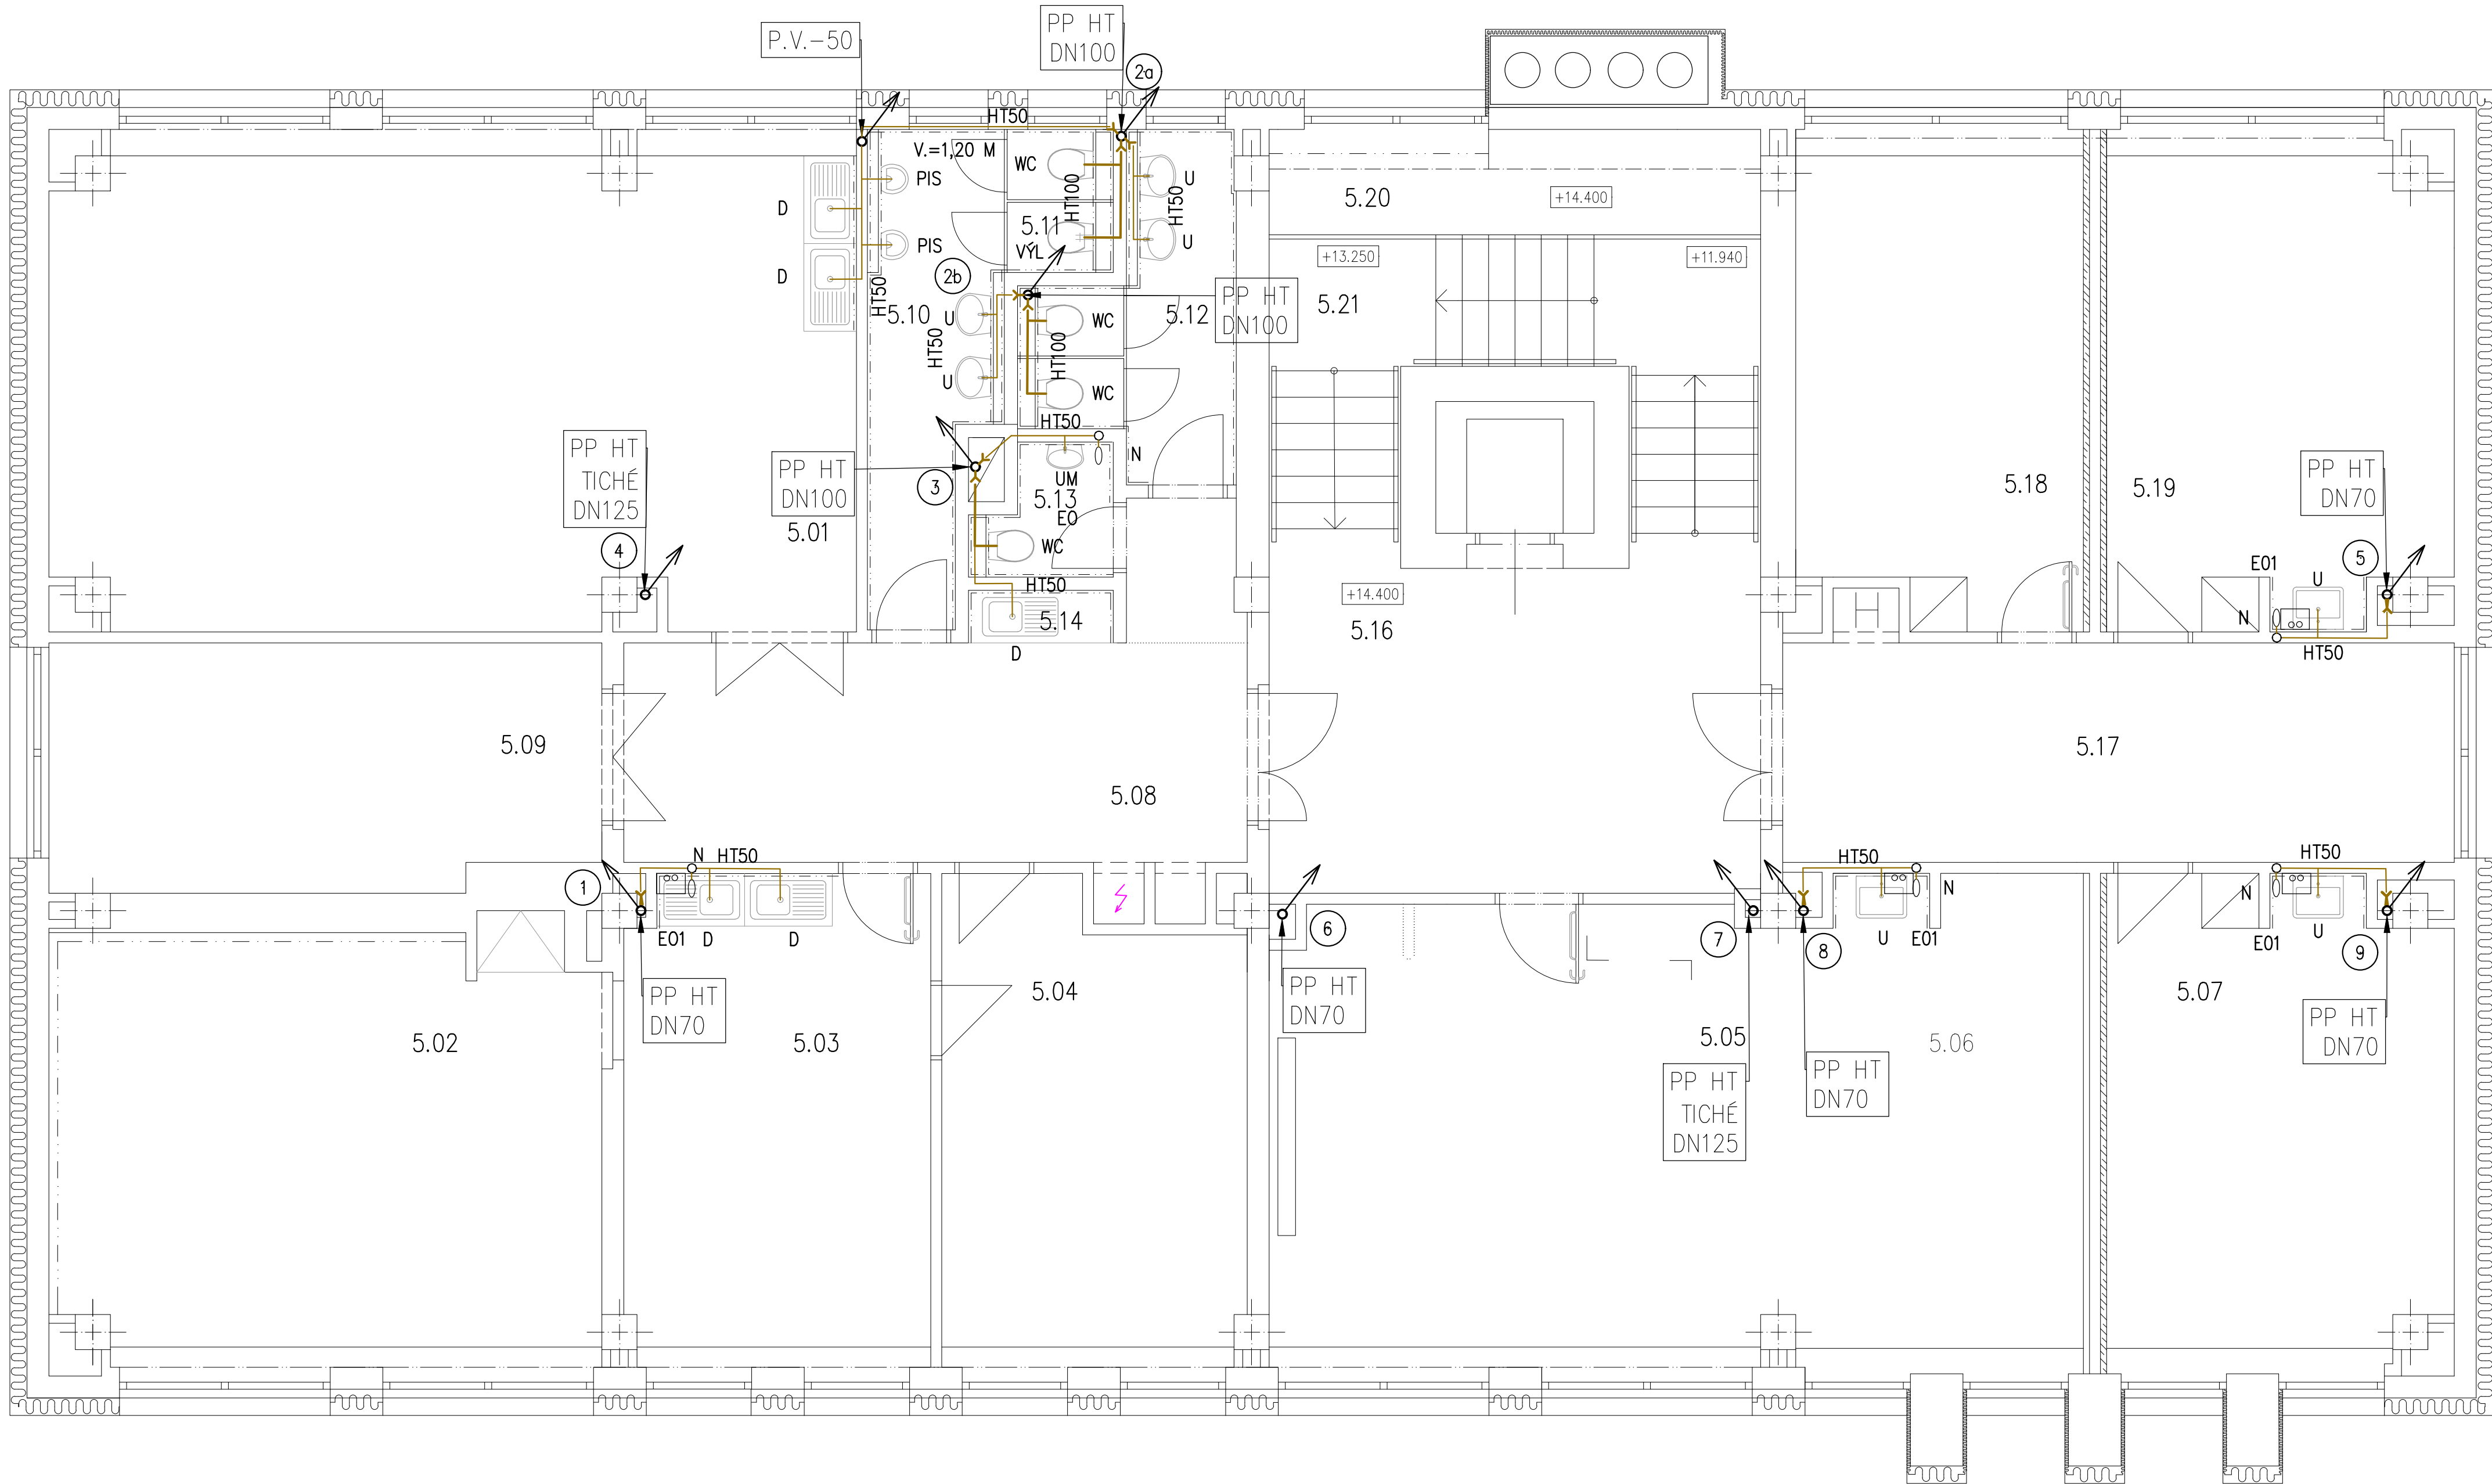 PP HT
DN100
P.V.-50
2a
HT50
V.=1,20 M
WC
PIS
U
HT100
HT50
D
5.20
+14.400
5.11
PIS
U
VÝL
+13.250
+11.940
D
2b
HT50
PP HT
DN100
5.21
5.10
U
WC
5.12
HT50
HT100
U
WC
HT50
PP HT
TICHÉ
DN125
PP HT
DN100
N
UM
3
5.13
EO
5.18
5.19
PP HT
DN70
5.01
4
WC
5
E01
U
HT50
+14.400
5.14
5.16
N
D
HT50
5.09
5.17
5.08
N
HT50
HT50
HT50
1
N
N
E01
D
D
6
7
8
U
E01
E01
U
9
PP HT
DN70
5.04
PP HT
DN70
5.07
PP HT
DN70
5.02
5.03
5.05
5.06
PP HT
TICHÉ
DN125
PP HT
DN70